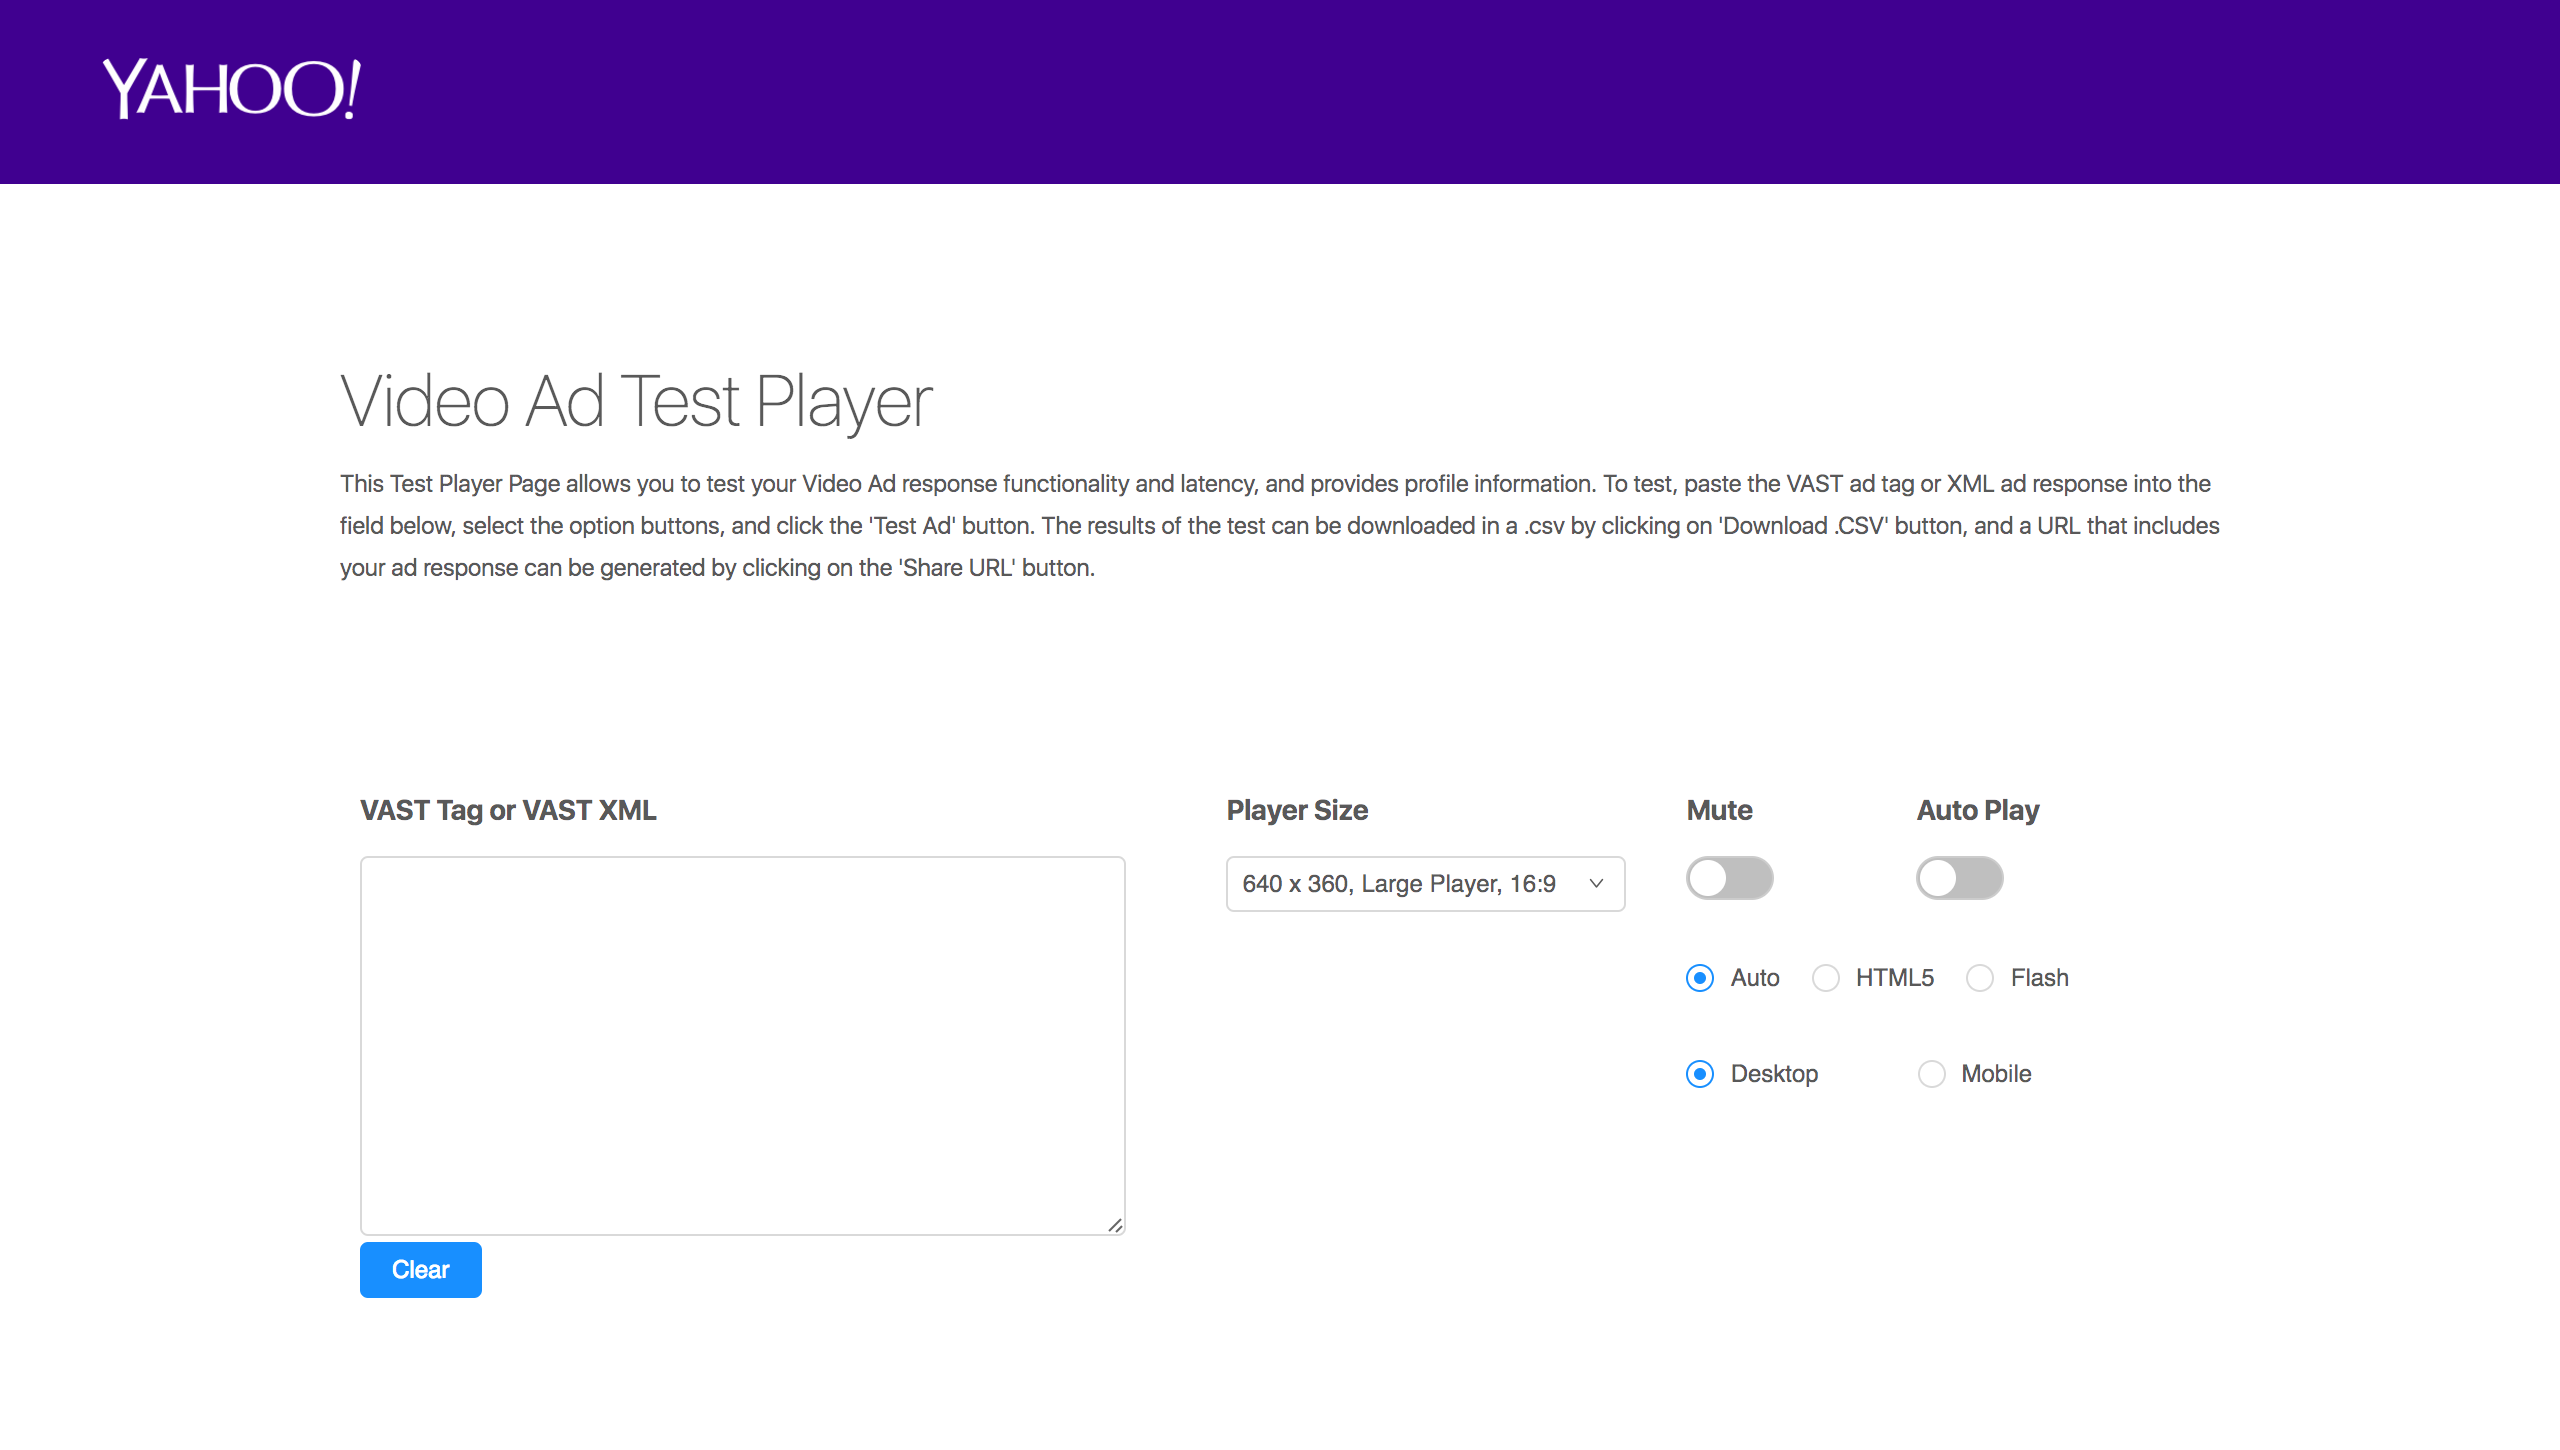 YAHOO!
Video Ad Test Player
This Test Player Page allows you to test your Video Ad response functionality and latency, and provides profile information. To test, paste the VAST ad tag or XML ad response into the
field below, select the option buttons, and click the 'Test Ad' button. The results of the test can be downloaded in a .csv by clicking on 'Download .CSV' button, and a URL that includes
your ad response can be generated by clicking on the 'Share URL' button.
VAST Tag or VAST XML
Player Size
Mute
Auto Play
640 x 360, Large Player, 16:9
Auto
HTML5
Flash
Desktop
Mobile
Clear